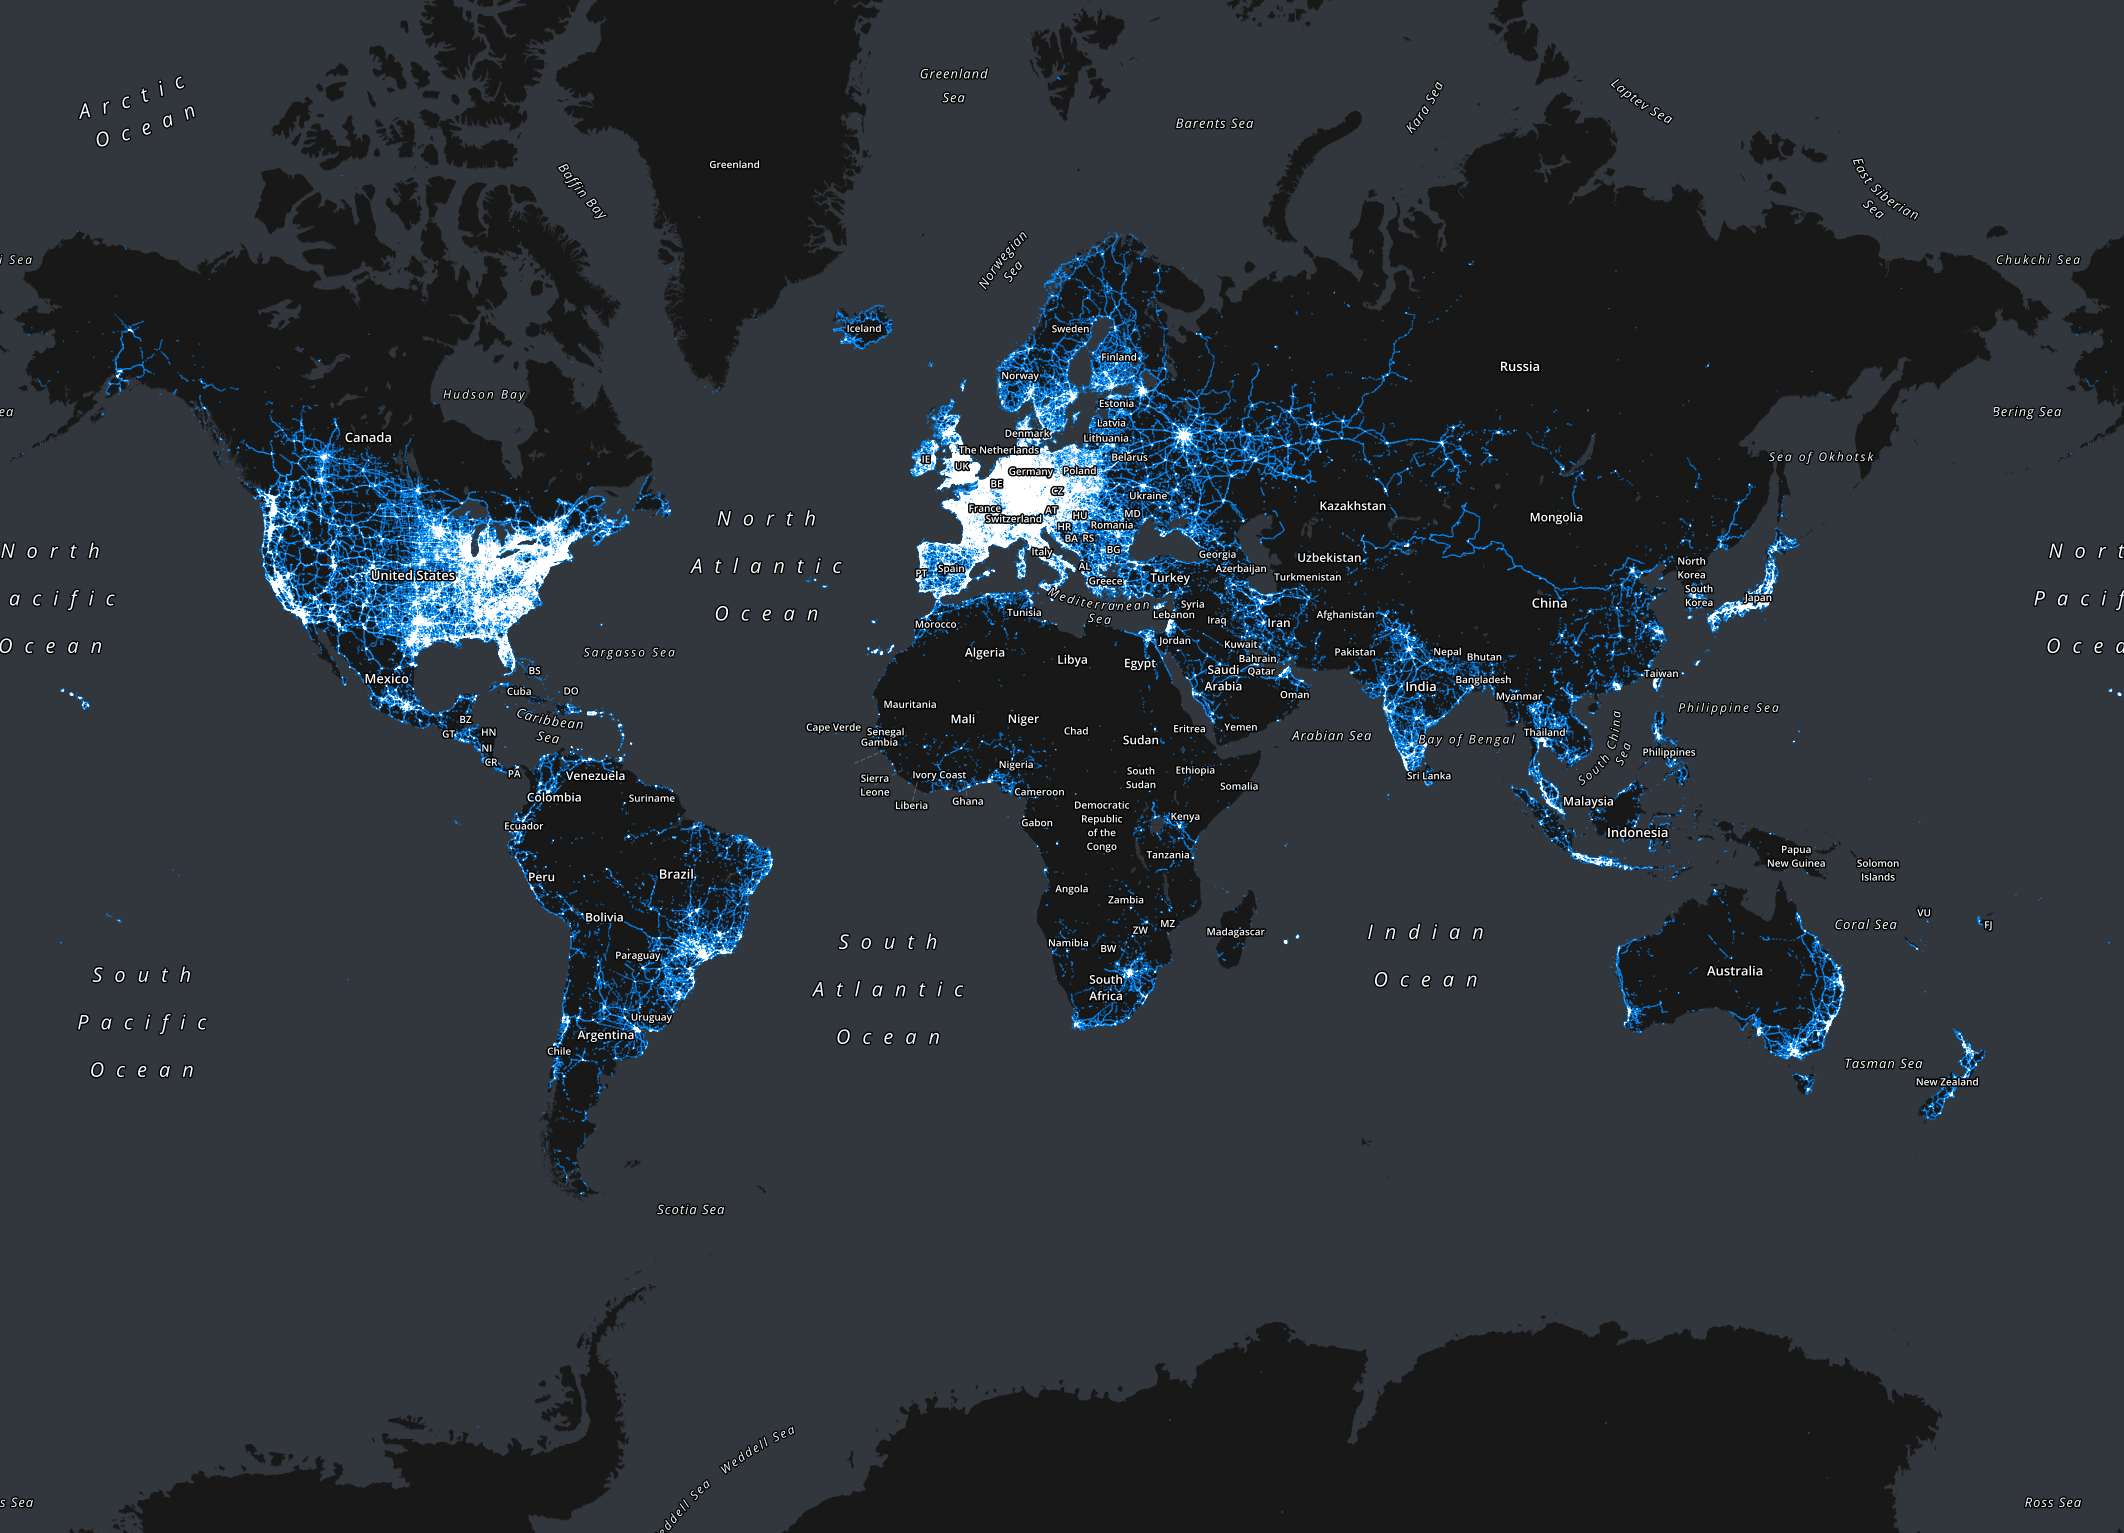 Arctic
Ocean
Greenland
Sea
Barents Sea
Kara Sea
Laptev Sea
East Siberian
Sea
Greenland
Baffin Bay
i Sea
Norwegian
Sea
Chukchi Sea
Iceland
Sweden
Finland
Norway
Russia
Hudson Bay
ea
Bering Sea
Estonia
Latvia
Lithuania
Denmark
The Netherlands
Canada
IE
UK
Germany
Poland
Belarus
Sea of Okhotsk
BE
CZ
Ukraine
France
Switzerland
AT
HU
MD
Romania
HR
BA
RS
Kazakhstan
Mongolia
North
Atlantic
Ocean
North
acific
Ocean
Nort
Pacif
Ocea
United States
Italy
BG
Georgia
Azerbaijan
Uzbekistan
Turkmenistan
North
Korea
South
Korea
Japan
PT
Spain
AL
Greece
Turkey
Mediterranean
Sea
Tunisia
Morocco
Syria
Lebanon
Iraq
Iran
Afghanistan
China
Jordan
Kuwait
Pakistan
Nepal
Bhutan
Algeria
Libya
Egypt
Bahrain
Qatar
Saudi
Arabia
Oman
India
Bangladesh
Myanmar
Taiwan
Sargasso Sea
Mexico
BS
Cuba
DO
Caribbean
Sea
BZ
GT
HN
NI
CR
PA
Philippine Sea
Cape Verde
Mauritania
Senegal
Gambia
Mali
Niger
Chad
Sudan
Eritrea
Yemen
Arabian Sea
Bay of Bengal
Thailand
South China
Sea
Philippines
Venezuela
Colombia
Suriname
Sierra
Leone
Liberia
Ivory Coast
Ghana
Nigeria
Cameroon
South
Sudan
Ethiopia
Somalia
Sri Lanka
Malaysia
Indonesia
Ecuador
Gabon
Democratic
Republic
of the
Congo
Kenya
Tanzania
Papua
New Guinea
Solomon
Islands
Peru
Brazil
Angola
Zambia
Bolivia
ZW
MZ
Madagascar
VU
FJ
Coral Sea
Paraguay
Namibia
BW
South
Africa
Indian
Ocean
Australia
South
Pacific
Ocean
South
Atlantic
Ocean
Uruguay
Argentina
Chile
Tasman Sea
New Zealand
Scotia Sea
Weddell Sea
eddell Sea
s Sea
Ross Sea